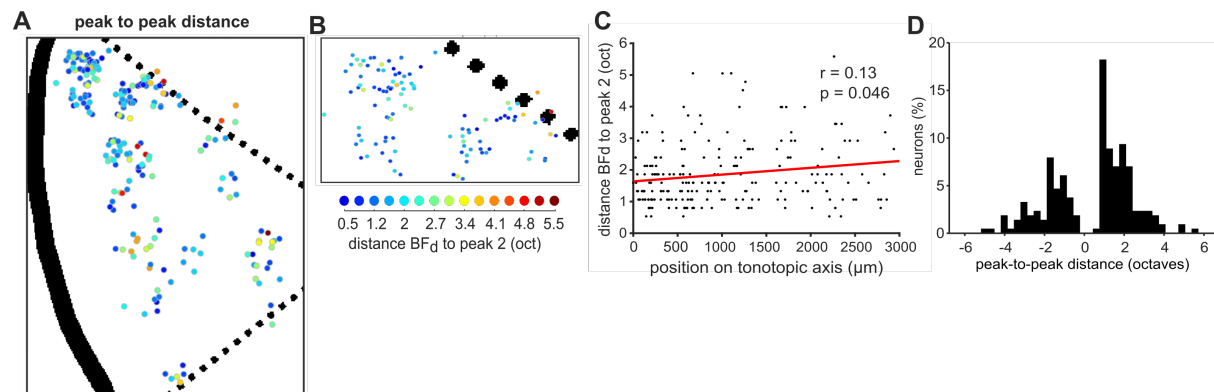 A
peak to peak distance
B
0.5 1.2 2 2.7 3.4 4.1 4.8 5.5
distance BFd to peak 2 (oct)
C
distance BFd to peak 2 (oct)
6
5
4
3
2
1
0
r = 0.13
p = 0.046
0 500 1000 1500 2000 2500 3000
position on tonotopic axis (µm)
D
neurons (%)
20
15
10
5
0
-6 -4 -2 0 2 4 6
peak-to-peak distance (octaves)